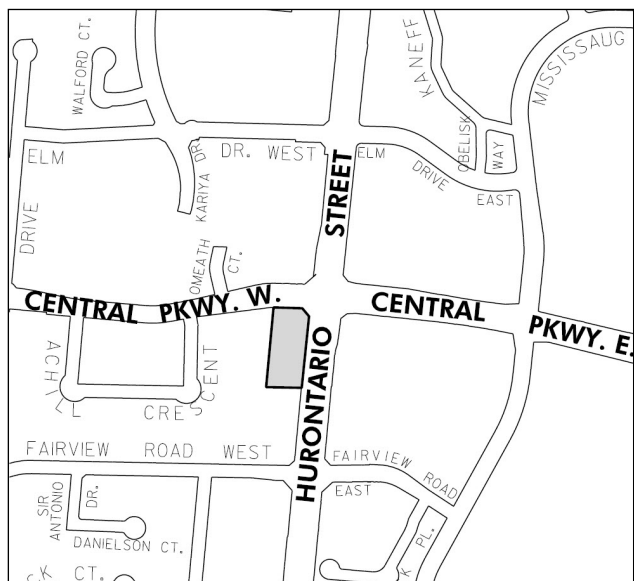 WALFORD CT.
KANEFF
MISSISSAUG
ELM
DR. WEST
ELM
DRIVE
EAST
OBELISK
WAY
KARIYA DR.
STREET
DRIVE
OMEATH
CT.
CENTRAL PKWY. W.
CENTRAL
PKWY. E.
ACHILL
CRESCENT
HURONTARIO
FAIRVIEW ROAD WEST
FAIRVIEW ROAD
EAST
SIR
ANTONIO
DR.
DANIELSON CT.
K PL.
CK CT.